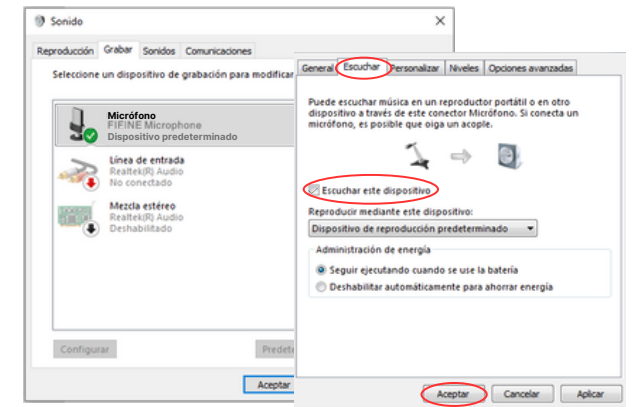 Sonido
Reproducción Grabar Sonidos Comunicaciones
Seleccione un dispositivo de grabación para modificar
Micrófono
FIFINE Microphone
Dispositivo predeterminado
Línea de entrada
Realtek(R) Audio
No conectado
Mezcla estéreo
Realtek(R) Audio
Deshabilitado
Configurar
Aceptar
General Escuchar Personalizar Niveles Opciones avanzadas
Puede escuchar música en un reproductor portátil o en otro
dispositivo a través de este conector Micrófono. Si conecta un
micrófono, es posible que oiga un acople.
Escuchar este dispositivo
Reproducir mediante este dispositivo:
Dispositivo de reproducción predeterminado
Administración de energía
Seguir ejecutando cuando se use la batería
Deshabilitar automáticamente para ahorrar energía
Aceptar Cancelar Aplicar